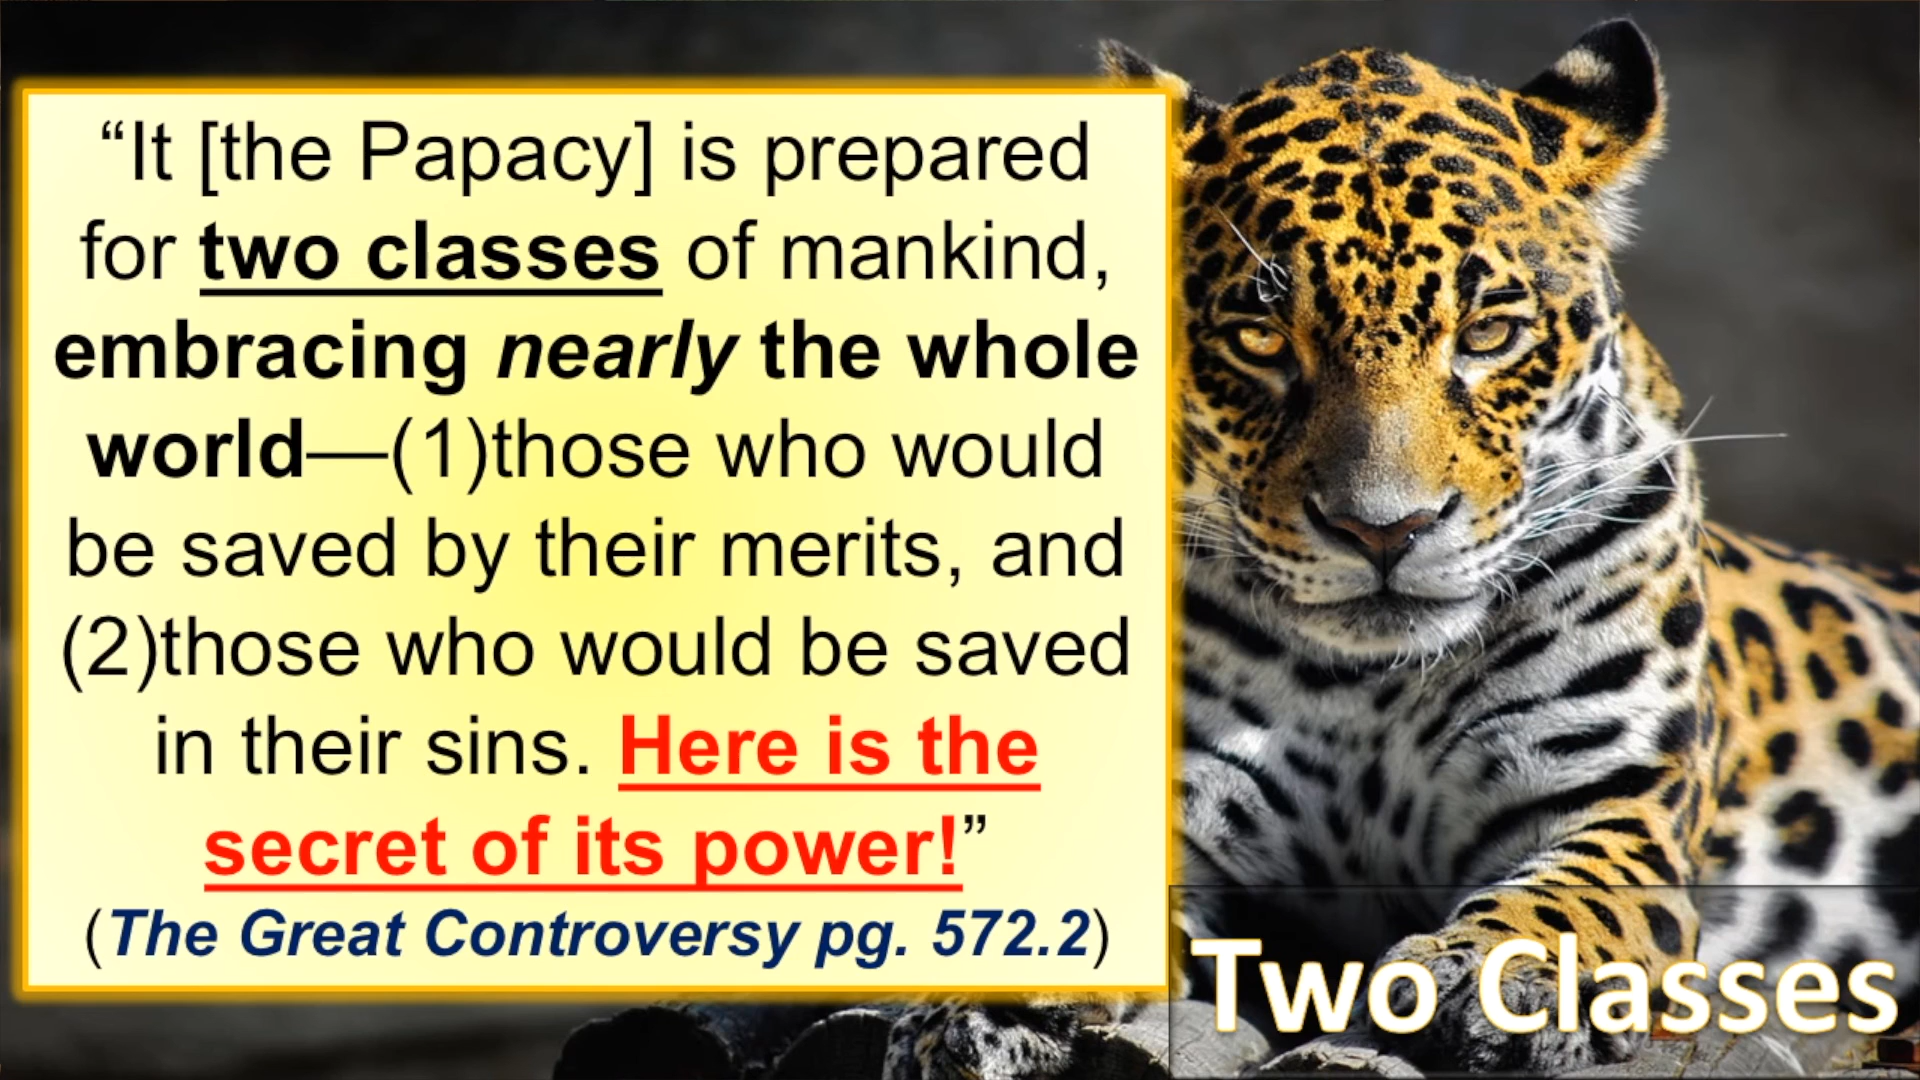 “It [the Papacy] is prepared
for two classes of mankind,
embracing nearly the whole
world—(1)those who would
be saved by their merits, and
(2)those who would be saved
in their sins. Here is the
secret of its power!”
(The Great Controversy pg. 572.2)
Two Classes